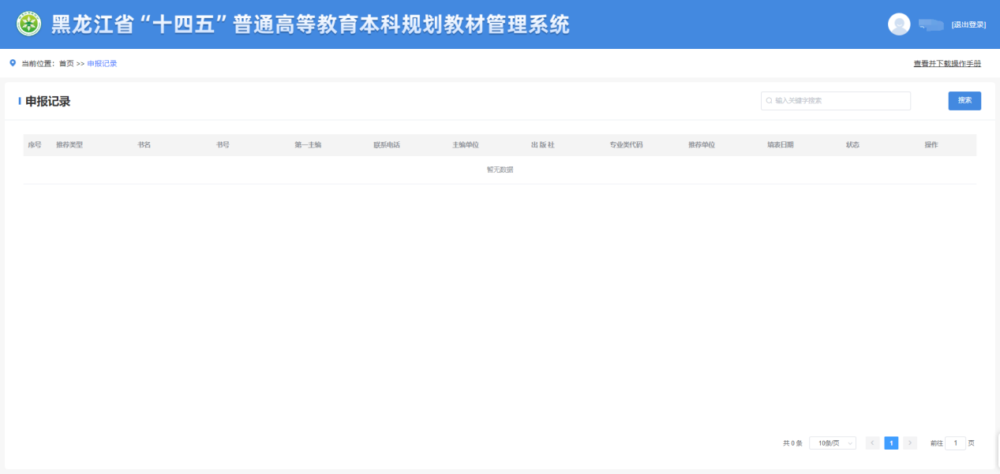 黑龙江省“十四五”普通高等教育本科规划教材管理系统
[退出登录]
当前位置: 首页 >> 申报记录
查看并下载操作手册
申报记录
输入关键字搜索
搜索
序号 推荐类型 书名 书号 第一主编 联系电话 主编单位 出 版 社 专业类代码 推荐单位 填表日期 状态 操作
暂无数据
共 0 条 10条/页 < 1 > 前往 1 页